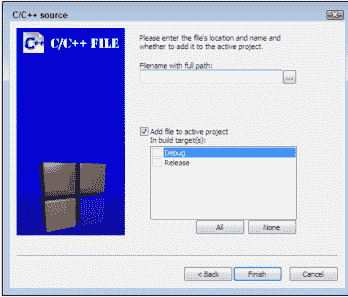 C/C++ source
C++
C/C++ FILE
Please enter the file's location and name and
whether to add it to the active project.
Filename with full path:
...
Add file to active project
In build target(s):
Debug
Release
All
None
< Back
Finish
Cancel